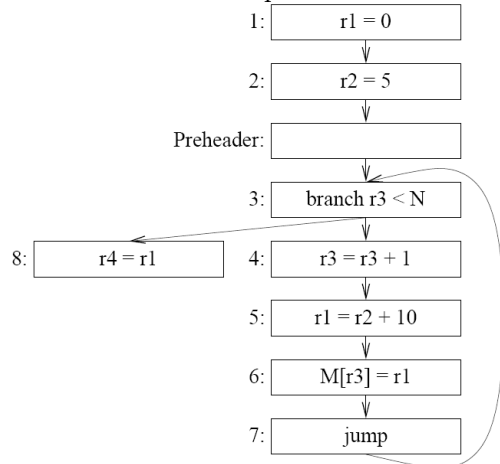 1: r1 = 0
2: r2 = 5
Preheader:
3: branch r3 < N
8: r4 = r1
4: r3 = r3 + 1
5: r1 = r2 + 10
6: M[r3] = r1
7: jump